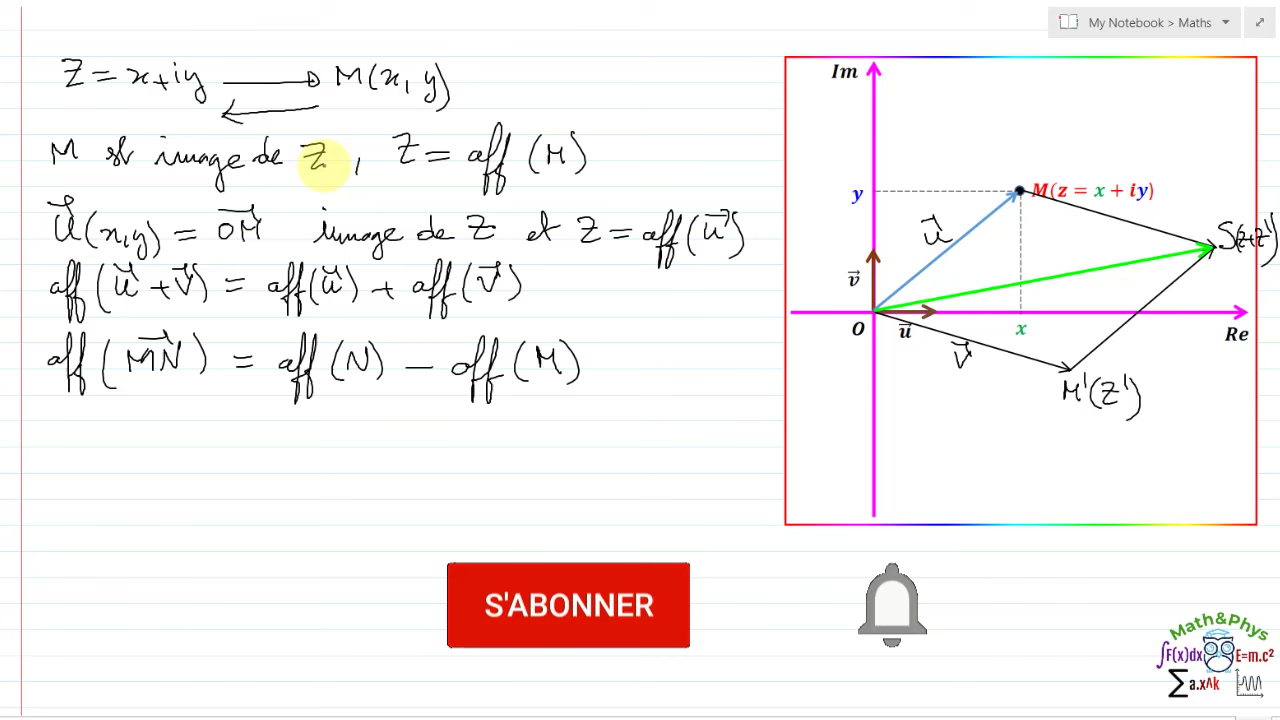 My Notebook > Maths
Z = x+iy ⟶ M(x, y)
⟵
M est image de Z, Z = aff (M)
U⃗(x,y) = OM⃗ image de Z et Z = aff(u⃗)
aff (u⃗ + v⃗) = aff(u⃗) + aff(v⃗)
aff (MN⃗) = aff (N) - aff (M)
Im
y
M(z = x + iy)
u⃗
S(z+z')
v⃗
O
u⃗
x
Re
v⃗
M'(Z')
S'ABONNER
Math&Phys
∫F(x)dx E=m.c²
∑ a.x^k